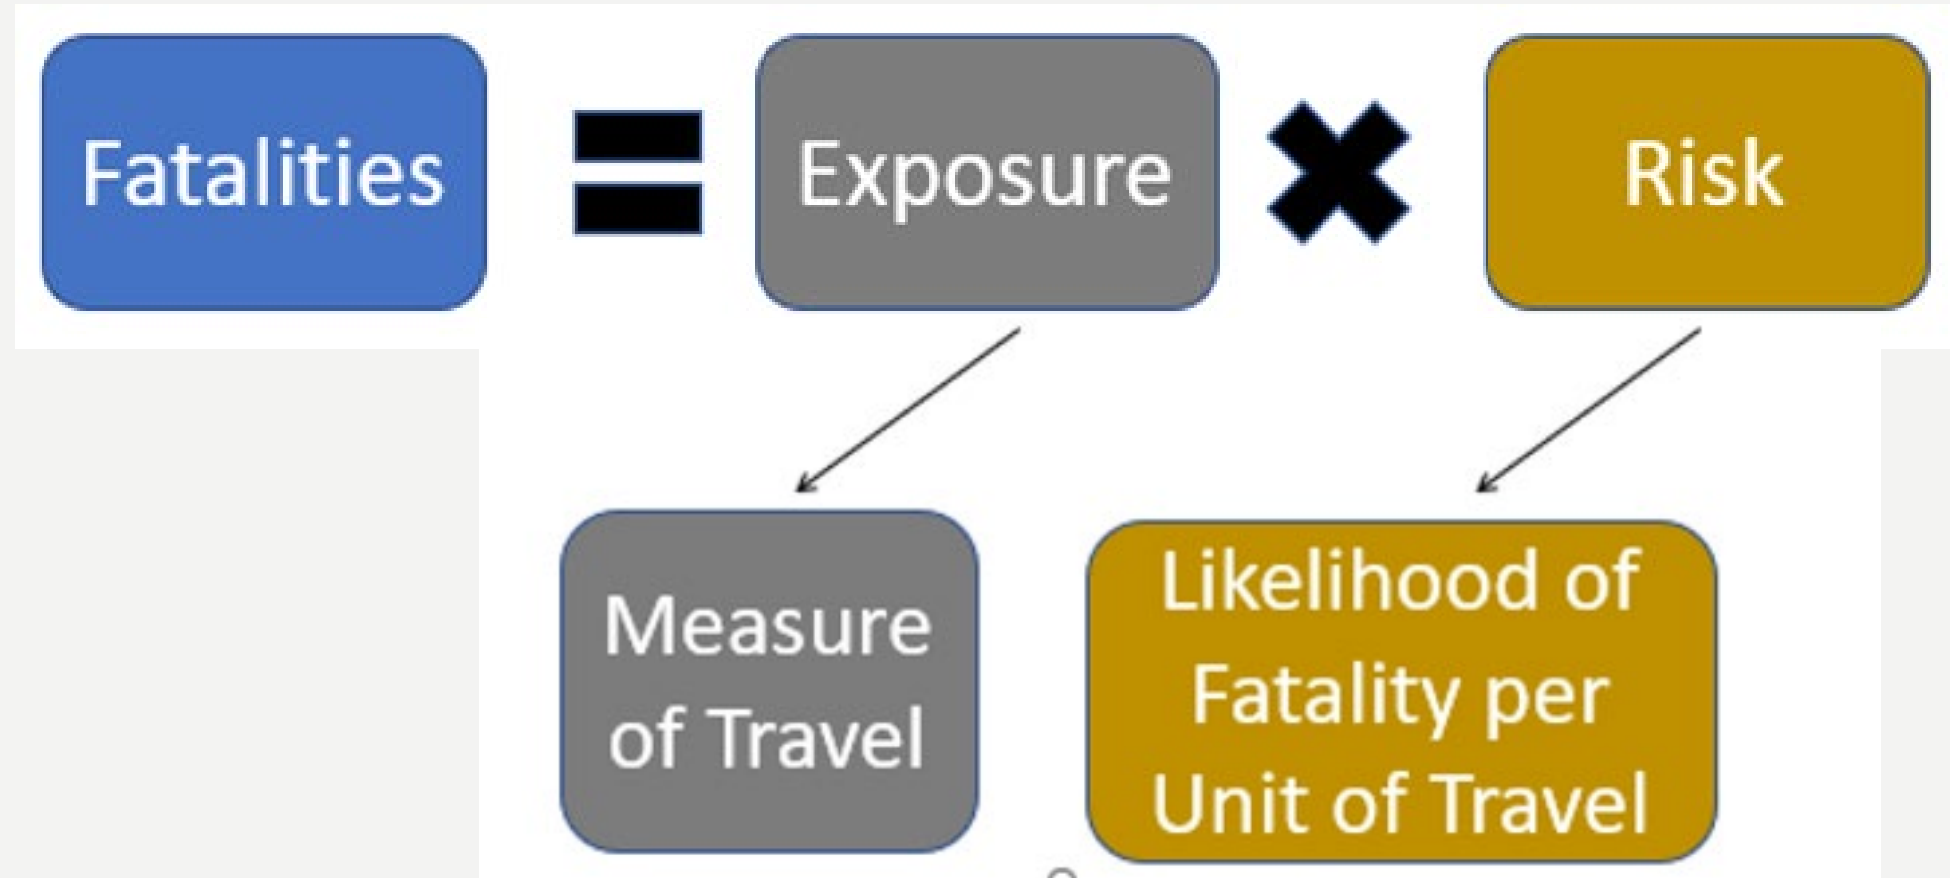 Fatalities
Exposure
Risk
Measure
of Travel
Likelihood of
Fatality per
Unit of Travel